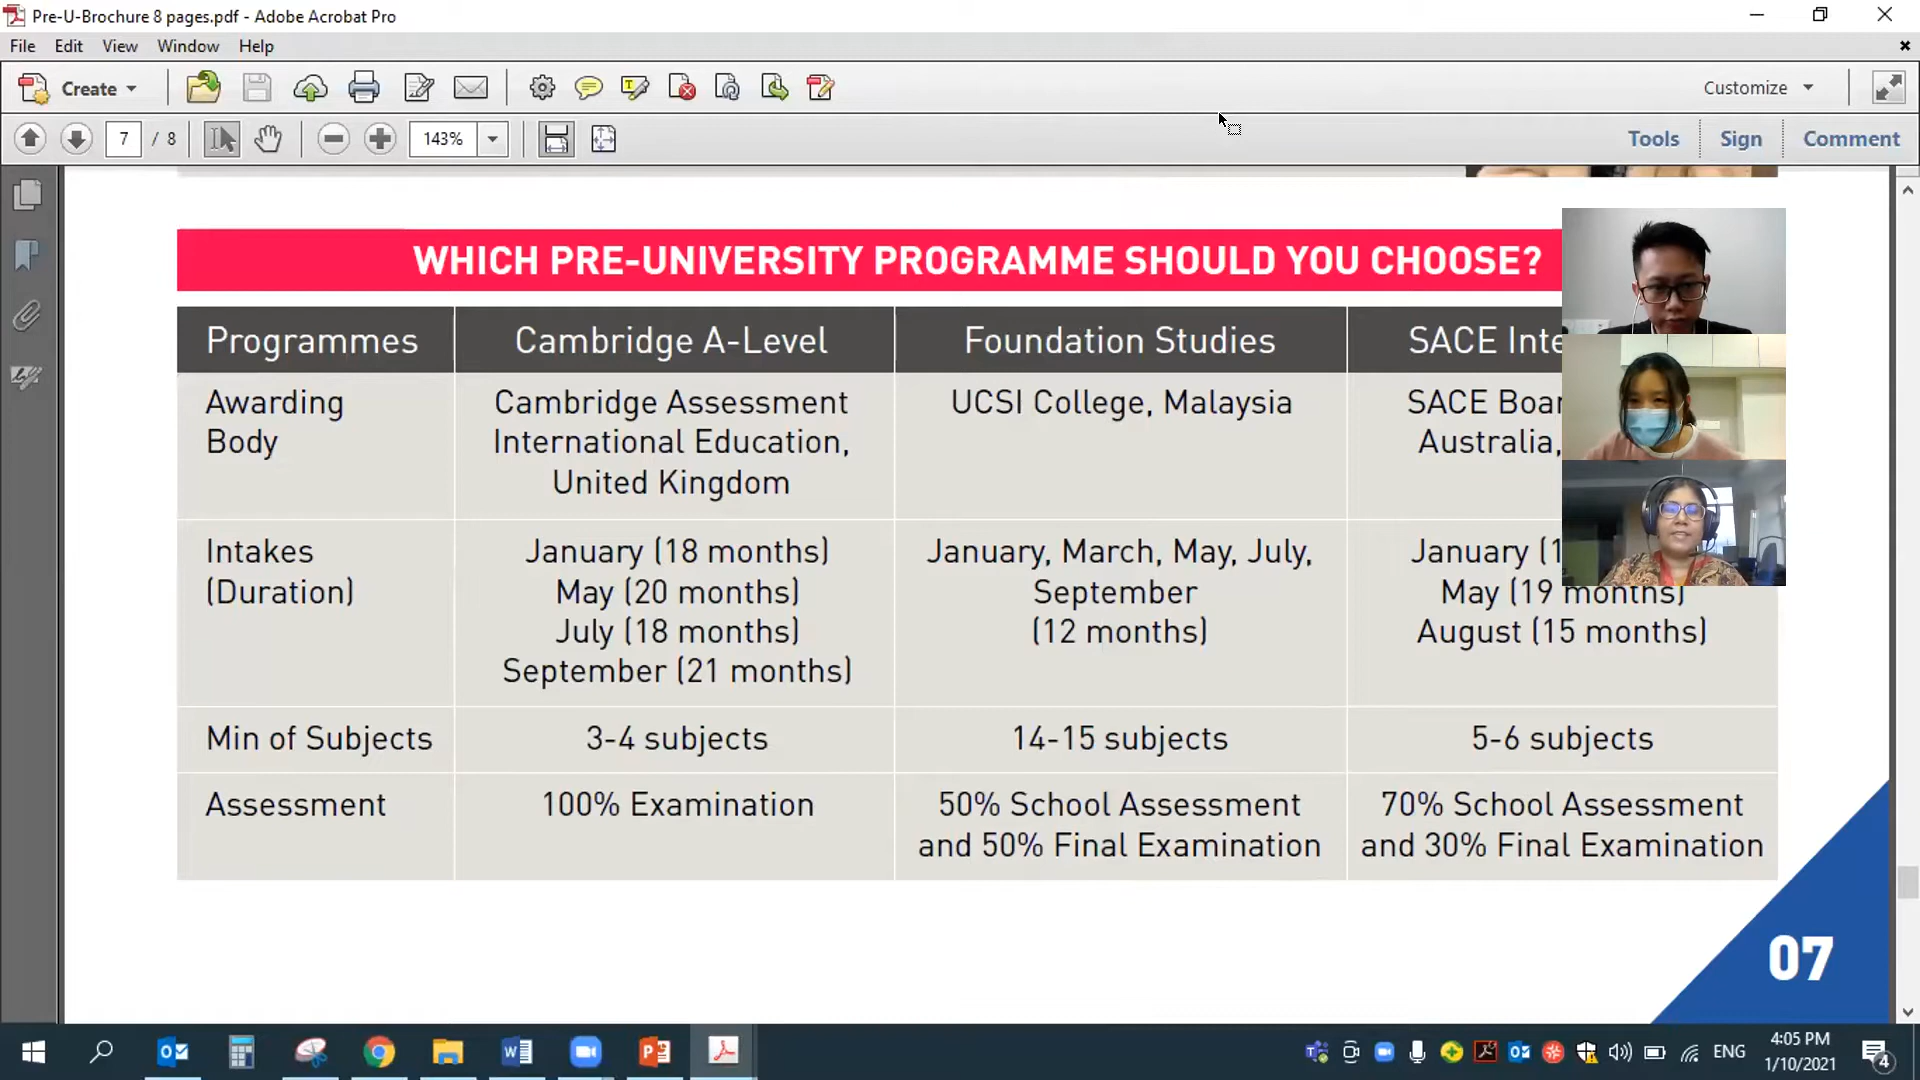 Pre-U-Brochure 8 pages.pdf - Adobe Acrobat Pro
File Edit View Window Help
Create
Customize
7 / 8
143%
Tools Sign Comment
WHICH PRE-UNIVERSITY PROGRAMME SHOULD YOU CHOOSE?
Programmes
Cambridge A-Level
Foundation Studies
SACE
Awarding
Body
Cambridge Assessment
International Education,
United Kingdom
UCSI College, Malaysia
SACE
Australia,
Intakes
(Duration)
January (18 months)
May (20 months)
July (18 months)
September (21 months)
January, March, May, July,
September
(12 months)
January
May (19 months)
August (15 months)
Min of Subjects
3-4 subjects
14-15 subjects
5-6 subjects
Assessment
100% Examination
50% School Assessment
and 50% Final Examination
70% School Assessment
and 30% Final Examination
07
ENG
4:05 PM
1/10/2021
4